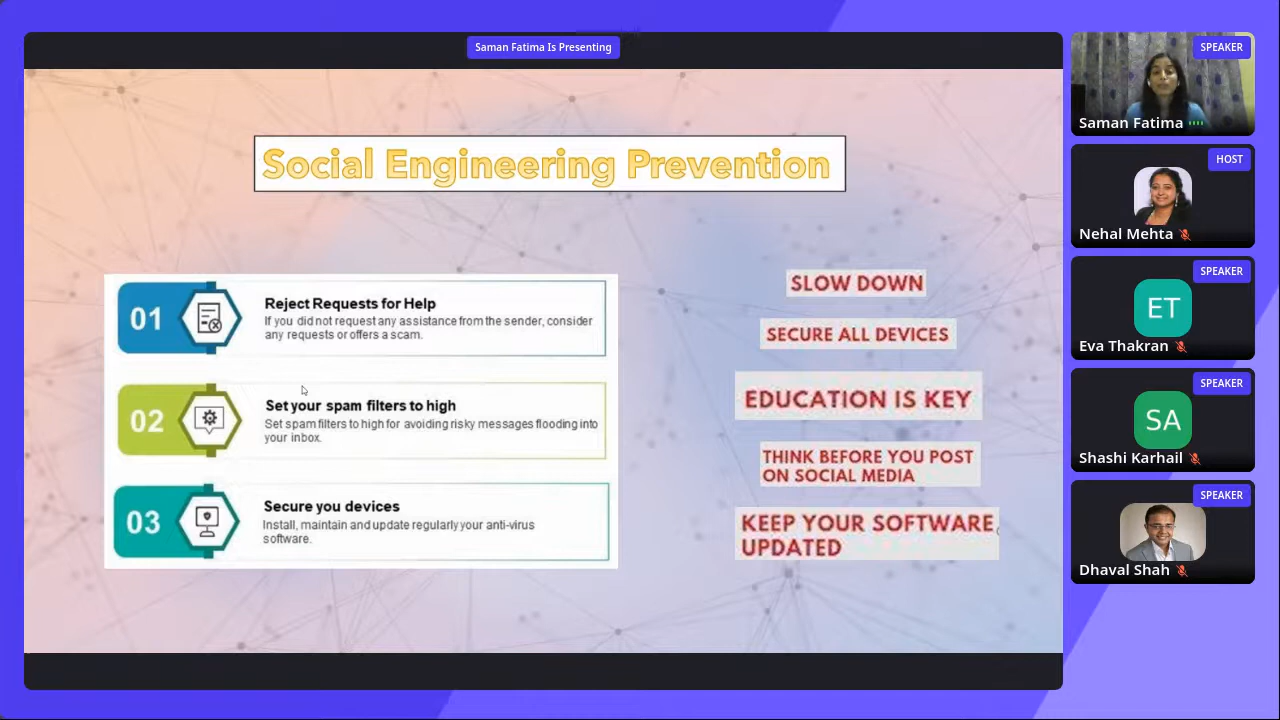 Saman Fatima Is Presenting
Social Engineering Prevention
01
Reject Requests for Help
If you did not request any assistance from the sender, consider
any requests or offers a scam.
02
Set your spam filters to high
Set spam filters to high for avoiding risky messages flooding into
your inbox.
03
Secure you devices
Install, maintain and update regularly your anti-virus
software.
SLOW DOWN
SECURE ALL DEVICES
EDUCATION IS KEY
THINK BEFORE YOU POST
ON SOCIAL MEDIA
KEEP YOUR SOFTWARE
UPDATED
SPEAKER
Saman Fatima
HOST
Nehal Mehta
SPEAKER
ET
Eva Thakran
SPEAKER
SA
Shashi Karhail
SPEAKER
Dhaval Shah